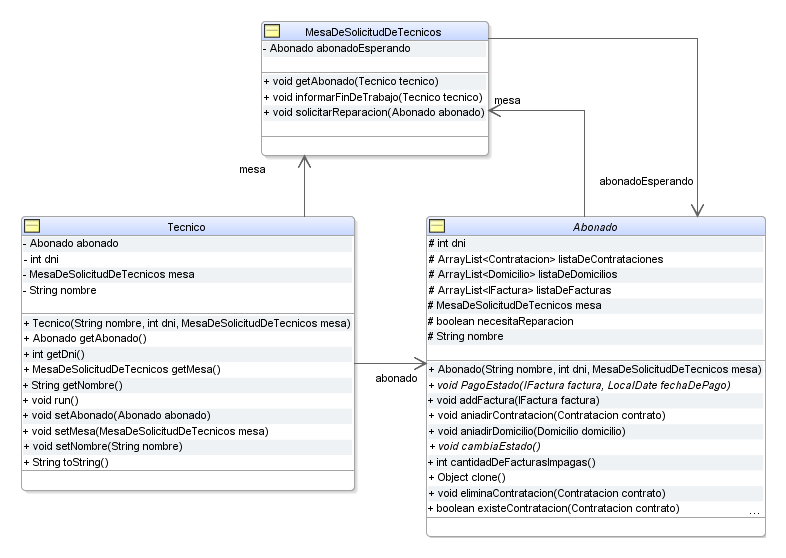 MesaDeSolicitudDeTecnicos
- Abonado abonadoEsperando
+ void getAbonado(Tecnico tecnico)
+ void informarFinDeTrabajo(Tecnico tecnico)
+ void solicitarReparacion(Abonado abonado)
mesa
mesa
abonadoEsperando
Tecnico
- Abonado abonado
- int dni
- MesaDeSolicitudDeTecnicos mesa
- String nombre
+ Tecnico(String nombre, int dni, MesaDeSolicitudDeTecnicos mesa)
+ Abonado getAbonado()
+ int getDni()
+ MesaDeSolicitudDeTecnicos getMesa()
+ String getNombre()
+ void run()
+ void setAbonado(Abonado abonado)
+ void setMesa(MesaDeSolicitudDeTecnicos mesa)
+ void setNombre(String nombre)
+ String toString()
abonado
Abonado
# int dni
# ArrayList<Contratacion> listaDeContrataciones
# ArrayList<Domicilio> listaDeDomicilios
# ArrayList<IFactura> listaDeFacturas
# MesaDeSolicitudDeTecnicos mesa
# boolean necesitaReparacion
# String nombre
+ Abonado(String nombre, int dni, MesaDeSolicitudDeTecnicos mesa)
+ void PagoEstado(IFactura factura, LocalDate fechaDePago)
+ void addFactura(IFactura factura)
+ void aniadirContratacion(Contratacion contrato)
+ void aniadirDomicilio(Domicilio domicilio)
+ void cambiaEstado()
+ int cantidadDeFacturasImpagas()
+ Object clone()
+ void eliminaContratacion(Contratacion contrato)
+ boolean existeContratacion(Contratacion contrato)
...